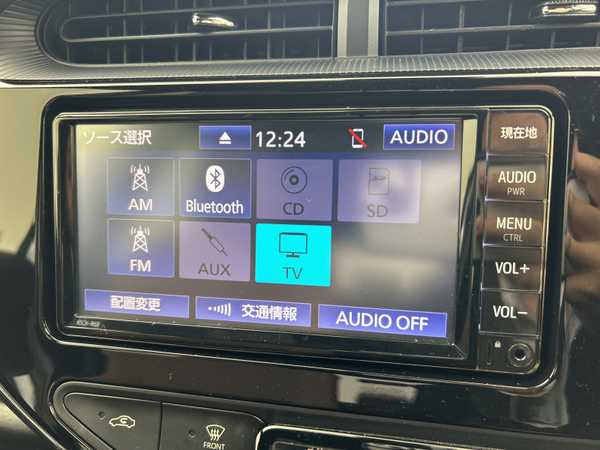 ソース選択
12:24
AUDIO
AM
Bluetooth
CD
SD
FM
AUX
TV
配置変更
交通情報
AUDIO OFF
現在地
AUDIO
PWR
MENU
CTRL
VOL+
VOL-
FRONT